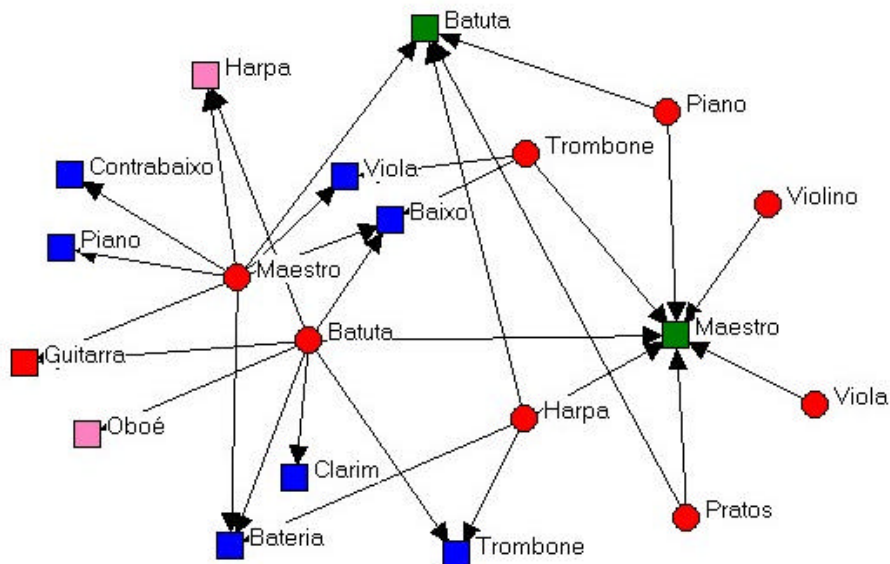 Batuta
Harpa
Piano
Trombone
Contrabaixo
Viola
Violino
Baixo
Piano
Maestro
Batuta
Maestro
Guitarra
Viola
Harpa
Oboé
Clarim
Pratos
Bateria
Trombone